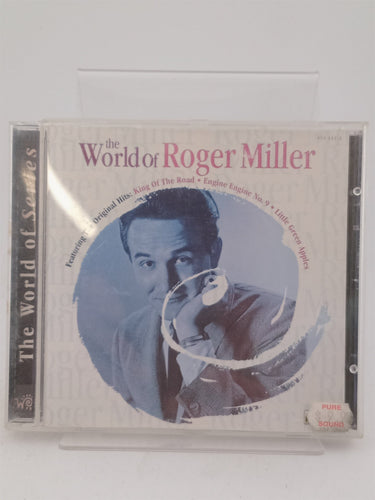 the
World of Roger Miller
Featuring Original Hits: King Of The Road • Engine Engine No. 9 • Little Green Apples
The World of Series
PURE
SOUND